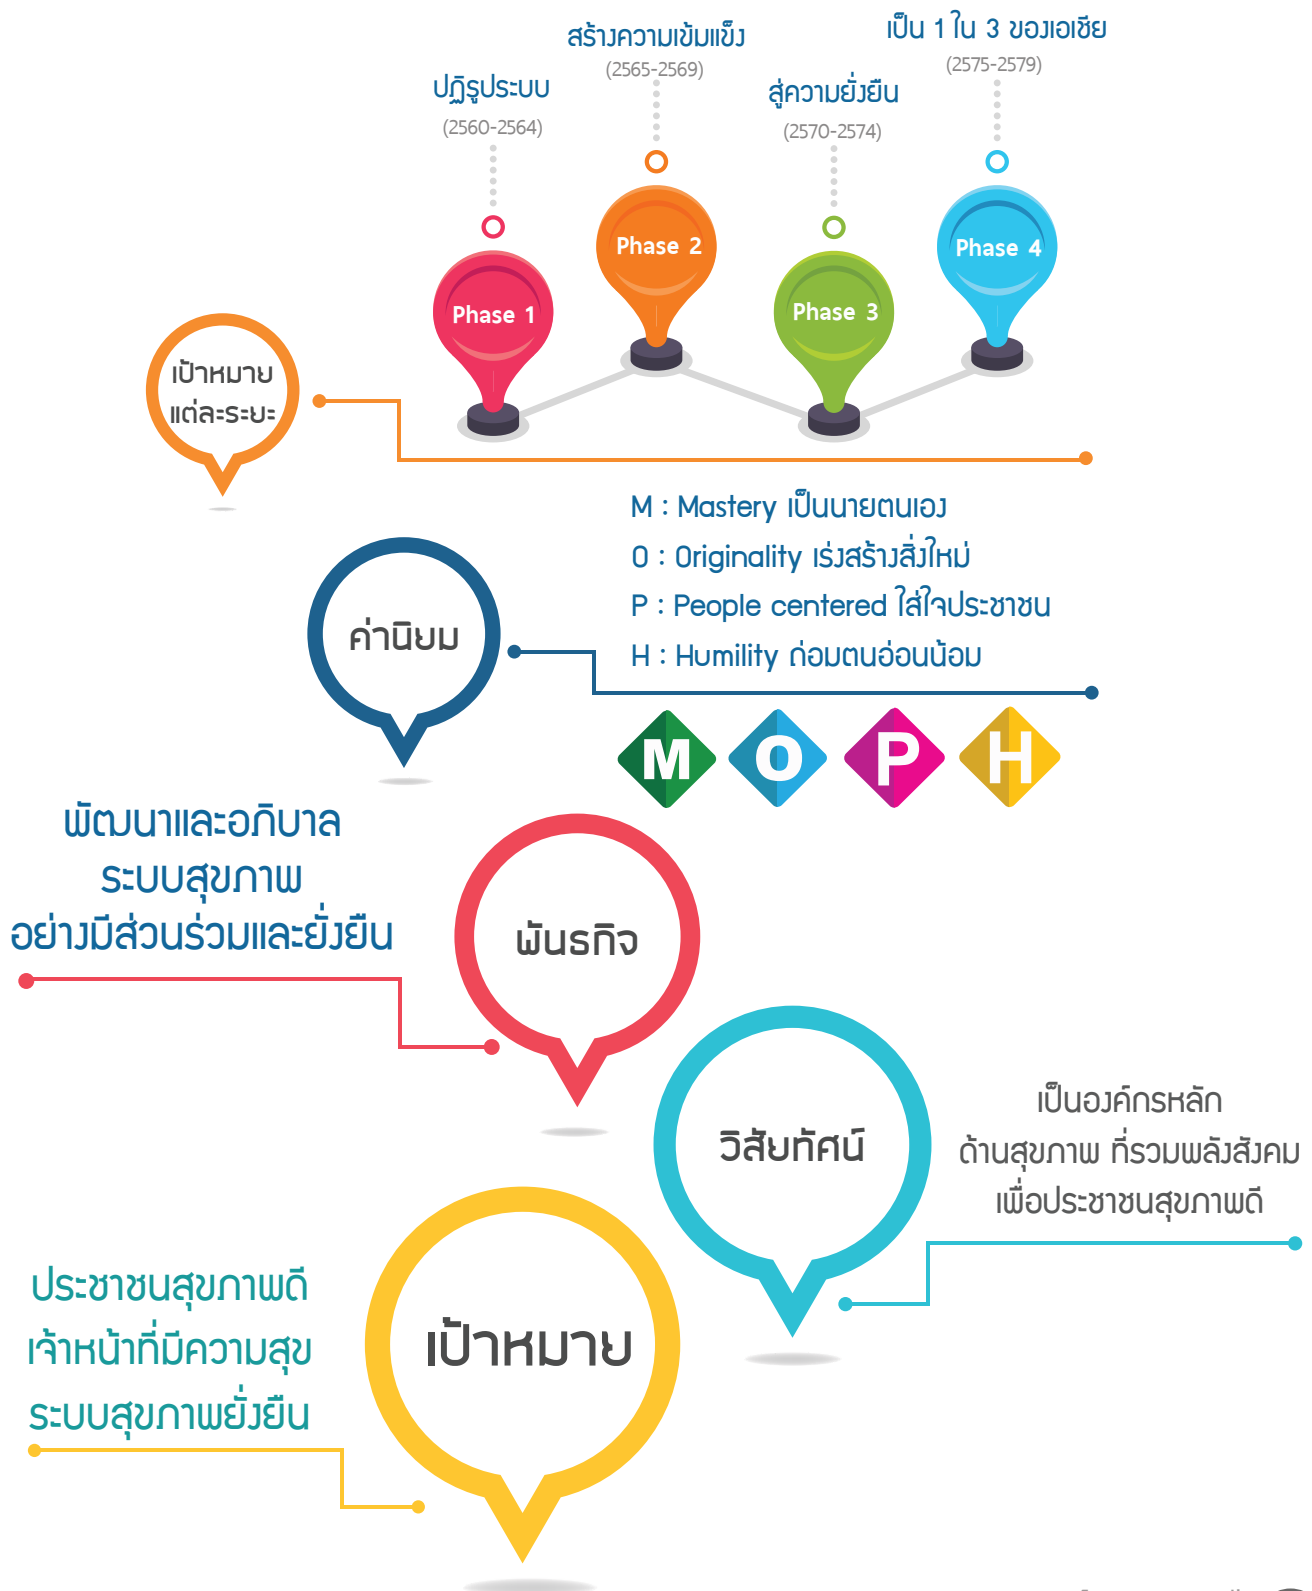 สร้างความเข้มแข็ง
(2565-2569)
เป็น 1 ใน 3 ของเอเชีย
(2575-2579)
ปฏิรูประบบ
(2560-2564)
สู่ความยั่งยืน
(2570-2574)
Phase 1
Phase 2
Phase 3
Phase 4
เป้าหมาย
แต่ละระยะ
M : Mastery เป็นนายตนเอง
O : Originality เร่งสร้างสิ่งใหม่
P : People centered ใส่ใจประชาชน
H : Humility ถ่อมตนอ่อนน้อม
ค่านิยม
M O P H
พัฒนาและอภิบาล
ระบบสุขภาพ
อย่างมีส่วนร่วมและยั่งยืน
พันธกิจ
วิสัยทัศน์
เป็นองค์กรหลัก
ด้านสุขภาพ ที่รวมพลังสังคม
เพื่อประชาชนสุขภาพดี
ประชาชนสุขภาพดี
เจ้าหน้าที่มีความสุข
ระบบสุขภาพยั่งยืน
เป้าหมาย